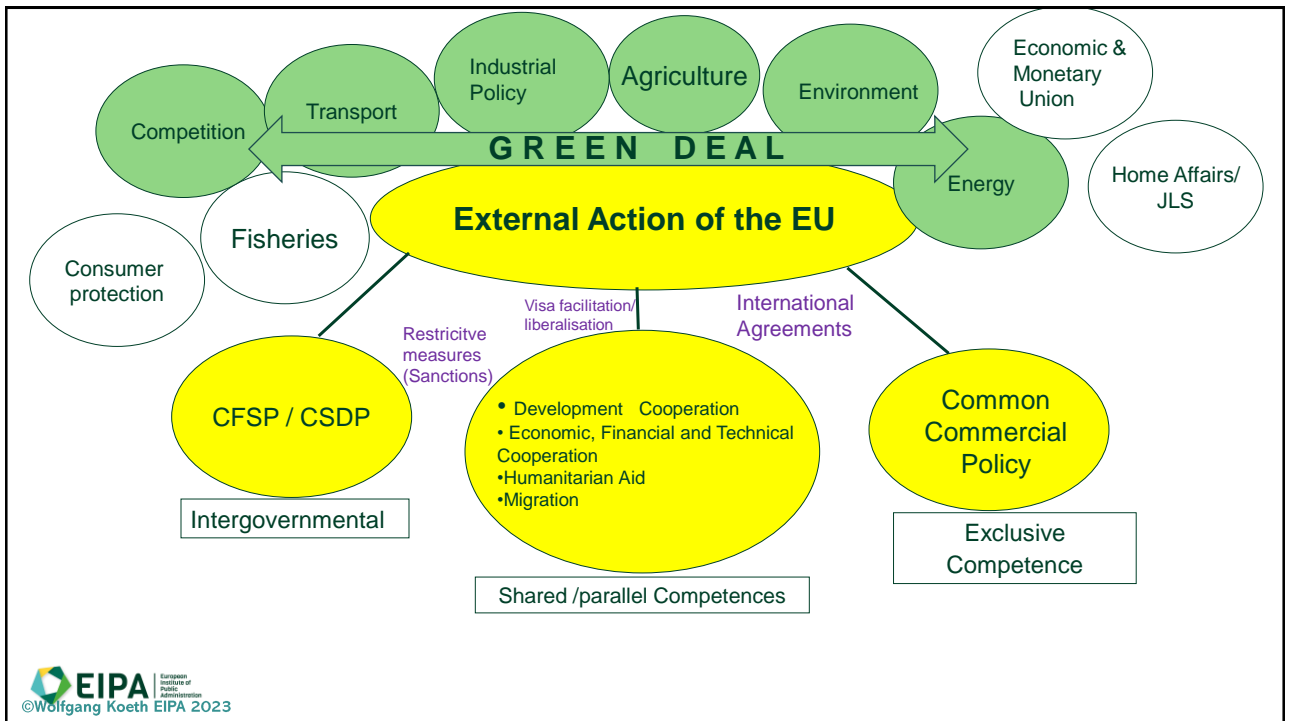 Economic &
Monetary
Union
Industrial
Policy
Agriculture
Environment
Transport
Competition
GREEN DEAL
Energy
Home Affairs/
JLS
External Action of the EU
Fisheries
Consumer
protection
Visa facilitation/
liberalisation
International
Agreements
Restricitve
measures
(Sanctions)
CFSP / CSDP
• Development Cooperation
• Economic, Financial and Technical
Cooperation
•Humanitarian Aid
•Migration
Common
Commercial
Policy
Intergovernmental
Exclusive
Competence
Shared /parallel Competences
EIPA
European
Institute of
Public
Administration
©Wolfgang Koeth EIPA 2023